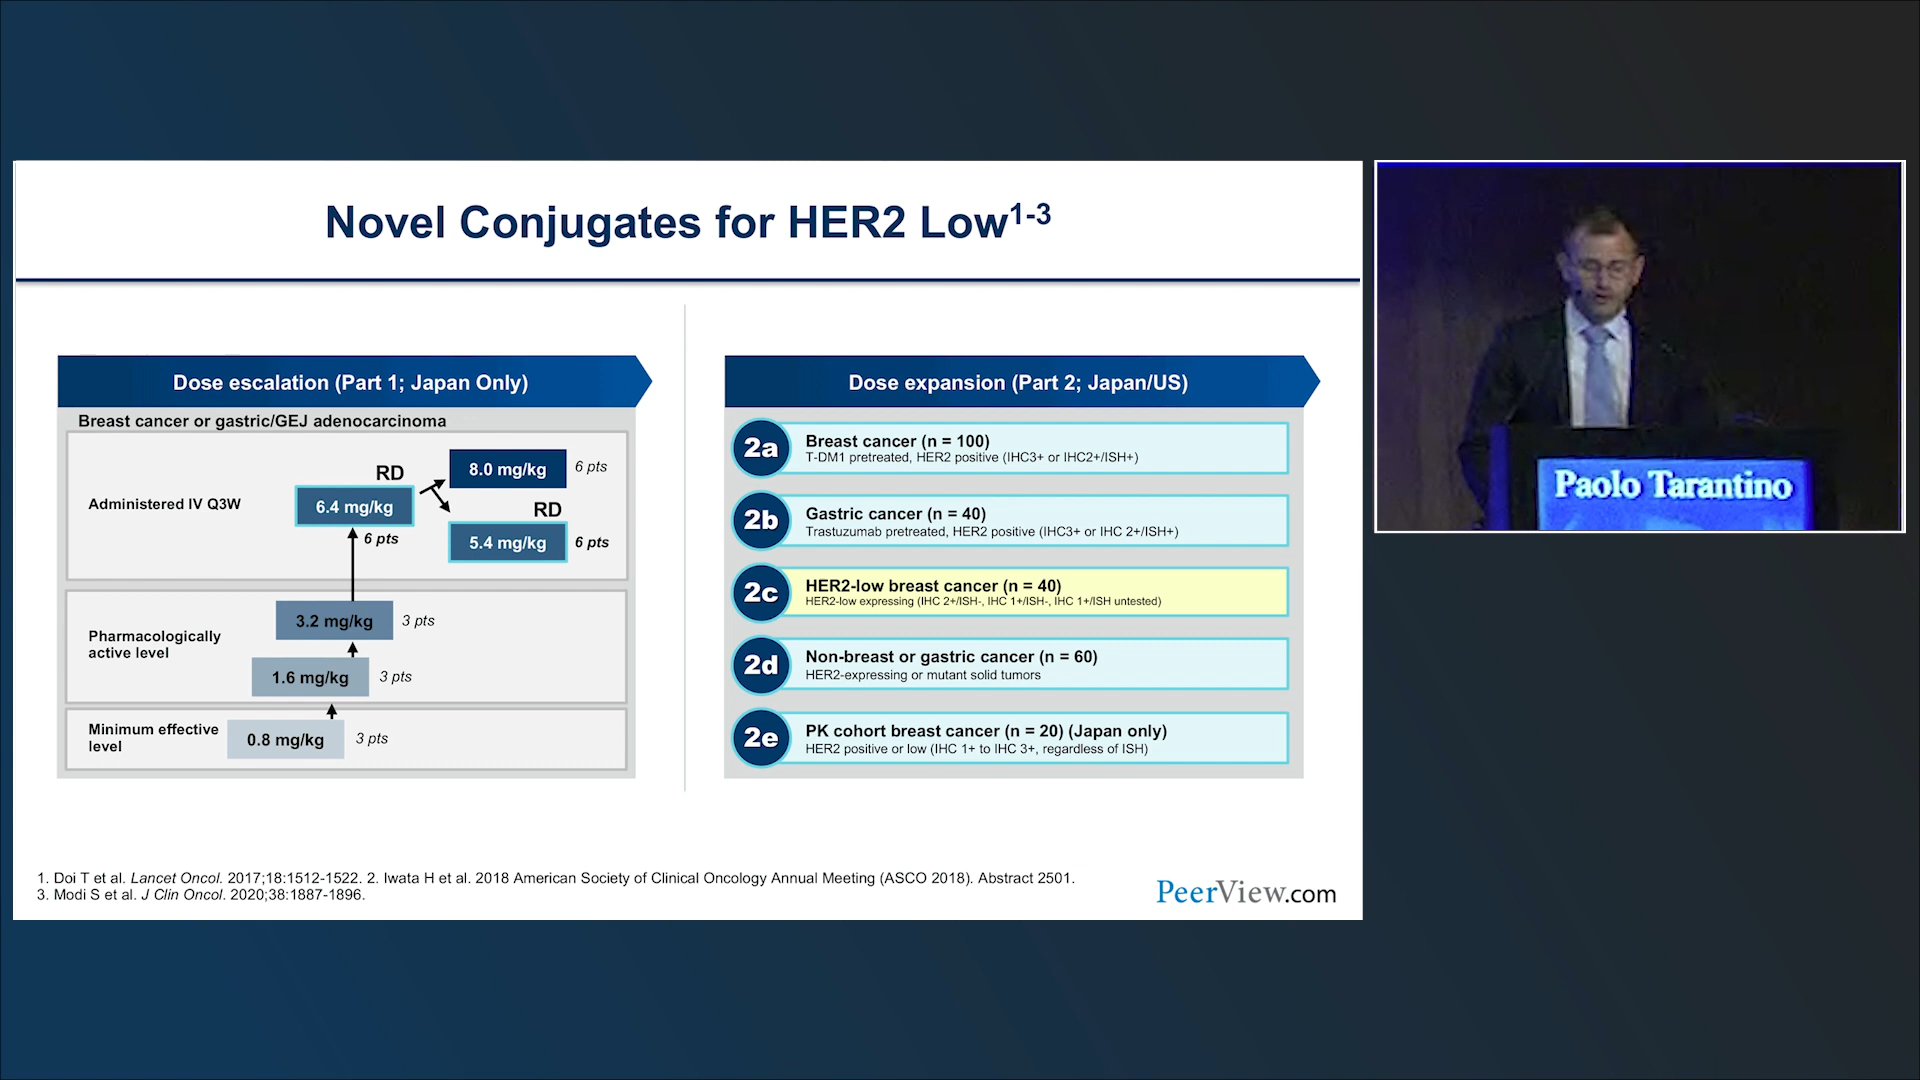 Novel Conjugates for HER2 Low1-3
Dose escalation (Part 1; Japan Only)
Breast cancer or gastric/GEJ adenocarcinoma
Administered IV Q3W
RD
6.4 mg/kg
6 pts
8.0 mg/kg
6 pts
RD
5.4 mg/kg
6 pts
Pharmacologically
active level
3.2 mg/kg
3 pts
1.6 mg/kg
3 pts
Minimum effective
level
0.8 mg/kg
3 pts
Dose expansion (Part 2; Japan/US)
2a
Breast cancer (n = 100)
T-DM1 pretreated, HER2 positive (IHC3+ or IHC2+/ISH+)
2b
Gastric cancer (n = 40)
Trastuzumab pretreated, HER2 positive (IHC3+ or IHC 2+/ISH+)
2c
HER2-low breast cancer (n = 40)
HER2-low expressing (IHC 2+/ISH-, IHC 1+/ISH-, IHC 1+/ISH untested)
2d
Non-breast or gastric cancer (n = 60)
HER2-expressing or mutant solid tumors
2e
PK cohort breast cancer (n = 20) (Japan only)
HER2 positive or low (IHC 1+ to IHC 3+, regardless of ISH)
1. Doi T et al. Lancet Oncol. 2017;18:1512-1522. 2. Iwata H et al. 2018 American Society of Clinical Oncology Annual Meeting (ASCO 2018). Abstract 2501.
3. Modi S et al. J Clin Oncol. 2020;38:1887-1896.
PeerView.com
Paolo Tarantino